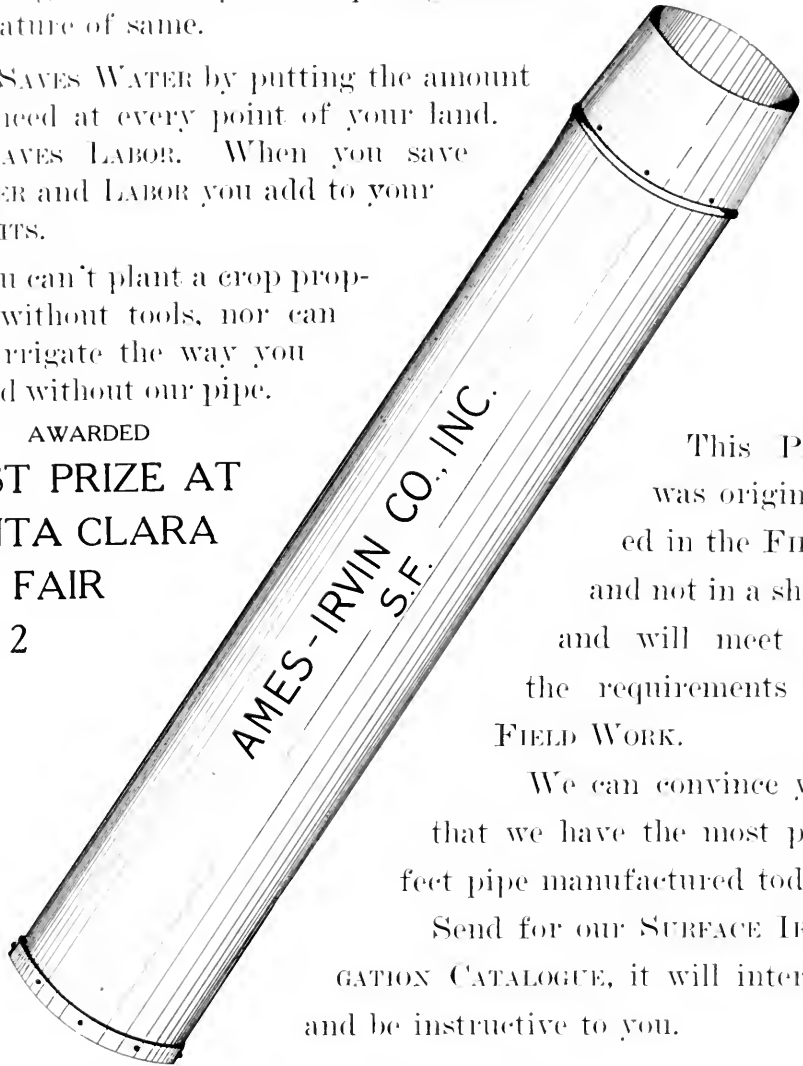 ature of same.
SAVES WATER by putting the amount
need at every point of your land.
AVES LABOR. When you save
ER and LABOR you add to your
ITS.
u can't plant a crop prop-
without tools, nor can
rrigate the way you
d without our pipe.
AWARDED
ST PRIZE AT
NTA CLARA
FAIR
2
AMES-IRVIN CO., INC.
S.F.
This P
was origin
ed in the FI
and not in a sh
and will meet
the requirements
FIELD WORK.
We can convince y
that we have the most p
fect pipe manufactured tod
Send for our SURFACE IR
GATION CATALOGUE, it will inter
and be instructive to you.